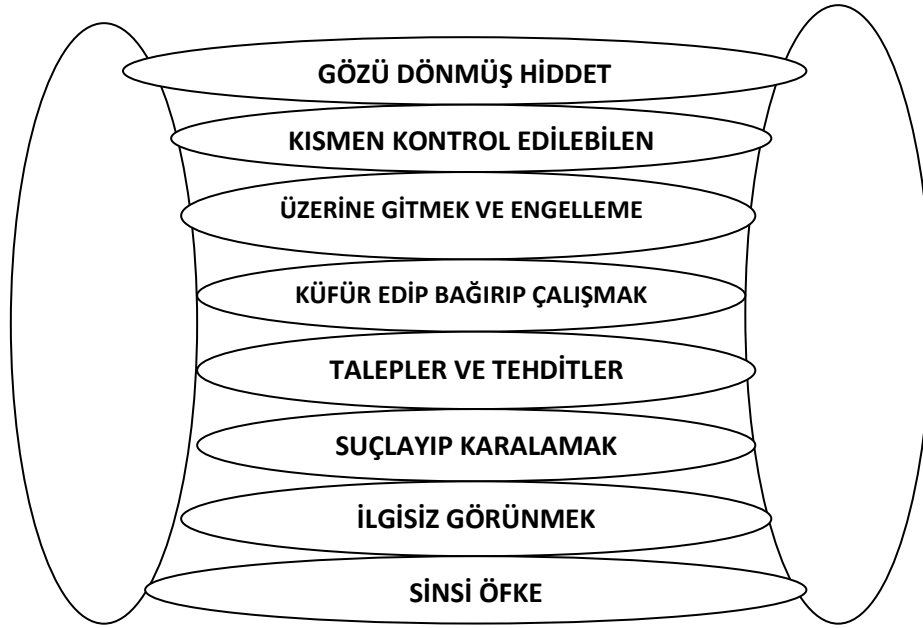 GÖZÜ DÖNMÜŞ HİDDET
KISMEN KONTROL EDİLEBİLEN
ÜZERİNE GİTMEK VE ENGELLEME
KÜFÜR EDİP BAĞIRIP ÇALIŞMAK
TALEPLER VE TEHDİTLER
SUÇLAYIP KARALAMAK
İLGİSİZ GÖRÜNMEK
SİNSİ ÖFKE